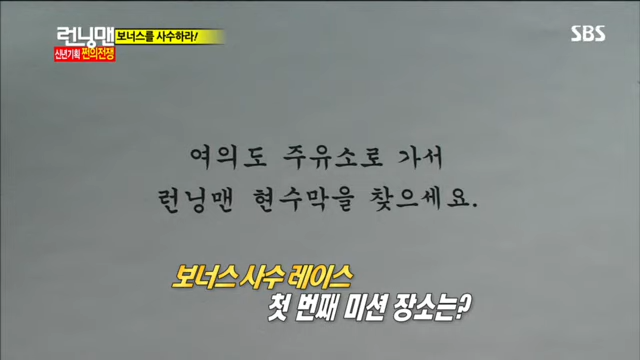 런닝맨 보너스를 사수하라!
신년기획 쩐의전쟁
SBS
여의도 주유소로 가서
런닝맨 현수막을 찾으세요.
보너스 사수 레이스
첫 번째 미션 장소는?